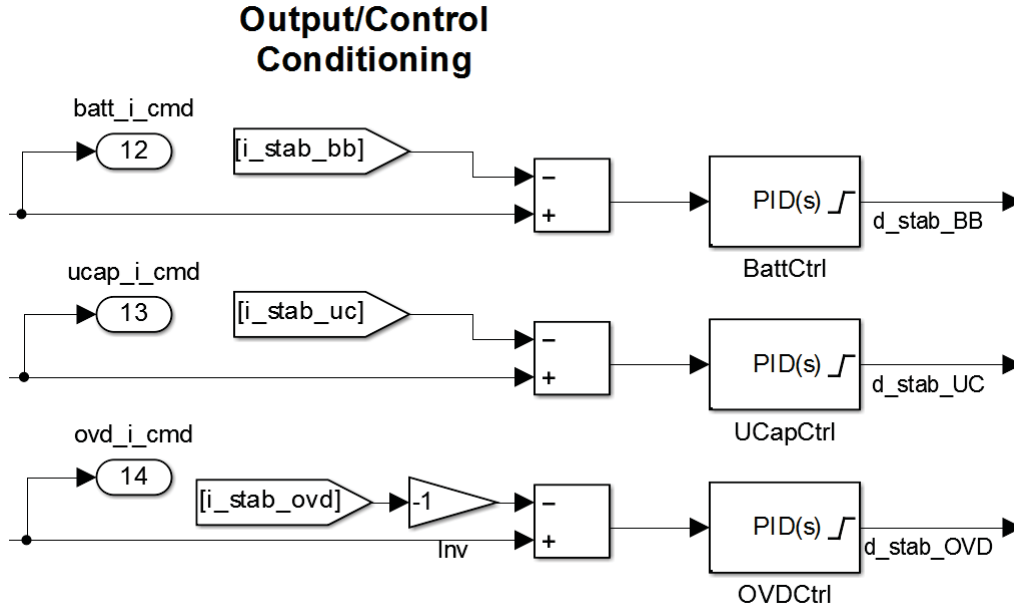 Output/Control
Conditioning
batt_i_cmd
12
[i_stab_bb]
−
+
PID(s)
d_stab_BB
BattCtrl
ucap_i_cmd
13
[i_stab_uc]
−
+
PID(s)
d_stab_UC
UCapCtrl
ovd_i_cmd
14
[i_stab_ovd]
-1
Inv
−
+
PID(s)
d_stab_OVD
OVDCtrl